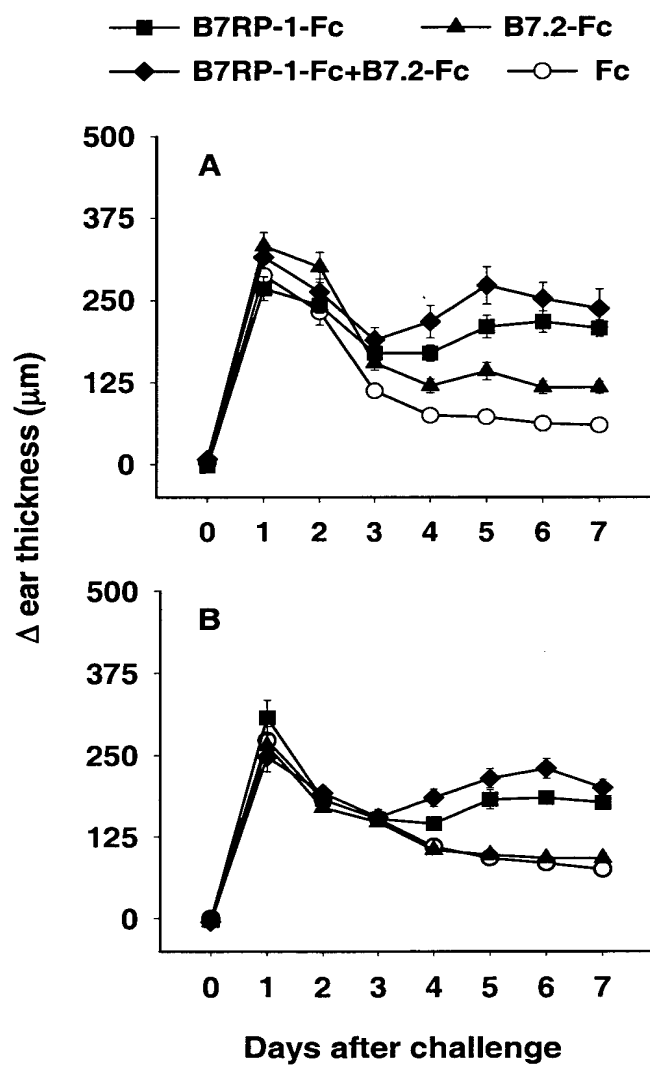 B7RP-1-Fc B7.2-Fc
B7RP-1-Fc+B7.2-Fc Fc
500
A
375
250
125
0
0 1 2 3 4 5 6 7
Δ ear thickness (μm)
500
B
375
250
125
0
0 1 2 3 4 5 6 7
Days after challenge